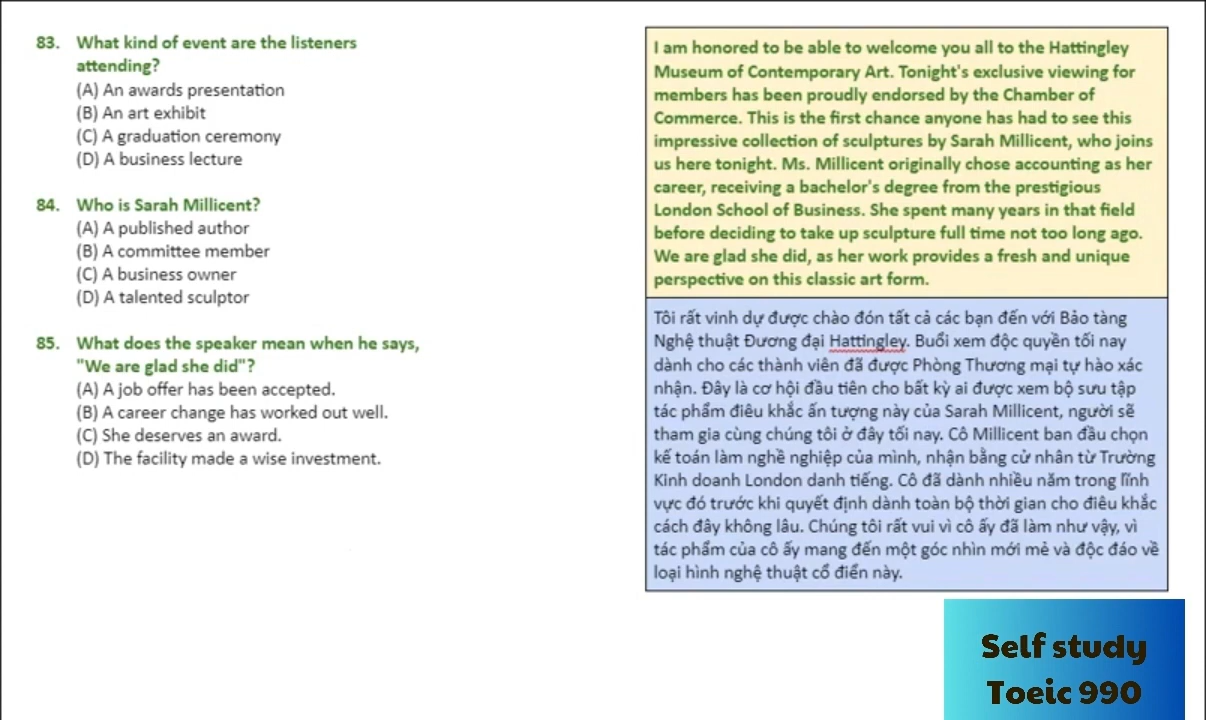 83. What kind of event are the listeners
attending?
(A) An awards presentation
(B) An art exhibit
(C) A graduation ceremony
(D) A business lecture
84. Who is Sarah Millicent?
(A) A published author
(B) A committee member
(C) A business owner
(D) A talented sculptor
85. What does the speaker mean when he says,
"We are glad she did"?
(A) A job offer has been accepted.
(B) A career change has worked out well.
(C) She deserves an award.
(D) The facility made a wise investment.
I am honored to be able to welcome you all to the Hattingley
Museum of Contemporary Art. Tonight's exclusive viewing for
members has been proudly endorsed by the Chamber of
Commerce. This is the first chance anyone has had to see this
impressive collection of sculptures by Sarah Millicent, who joins
us here tonight. Ms. Millicent originally chose accounting as her
career, receiving a bachelor's degree from the prestigious
London School of Business. She spent many years in that field
before deciding to take up sculpture full time not too long ago.
We are glad she did, as her work provides a fresh and unique
perspective on this classic art form.
Tôi rất vinh dự được chào đón tất cả các bạn đến với Bảo tàng
Nghệ thuật Đương đại Hattingley. Buổi xem độc quyền tối nay
dành cho các thành viên đã được Phòng Thương mại tự hào xác
nhận. Đây là cơ hội đầu tiên cho bất kỳ ai được xem bộ sưu tập
tác phẩm điêu khắc ấn tượng này của Sarah Millicent, người sẽ
tham gia cùng chúng tôi ở đây tối nay. Cô Millicent ban đầu chọn
kế toán làm nghề nghiệp của mình, nhận bằng cử nhân từ Trường
Kinh doanh London danh tiếng. Cô đã dành nhiều năm trong lĩnh
vực đó trước khi quyết định dành toàn bộ thời gian cho điêu khắc
cách đây không lâu. Chúng tôi rất vui vì cô ấy đã làm như vậy, vì
tác phẩm của cô ấy mang đến một góc nhìn mới mẻ và độc đáo về
loại hình nghệ thuật cổ điển này.
Self study
Toeic 990